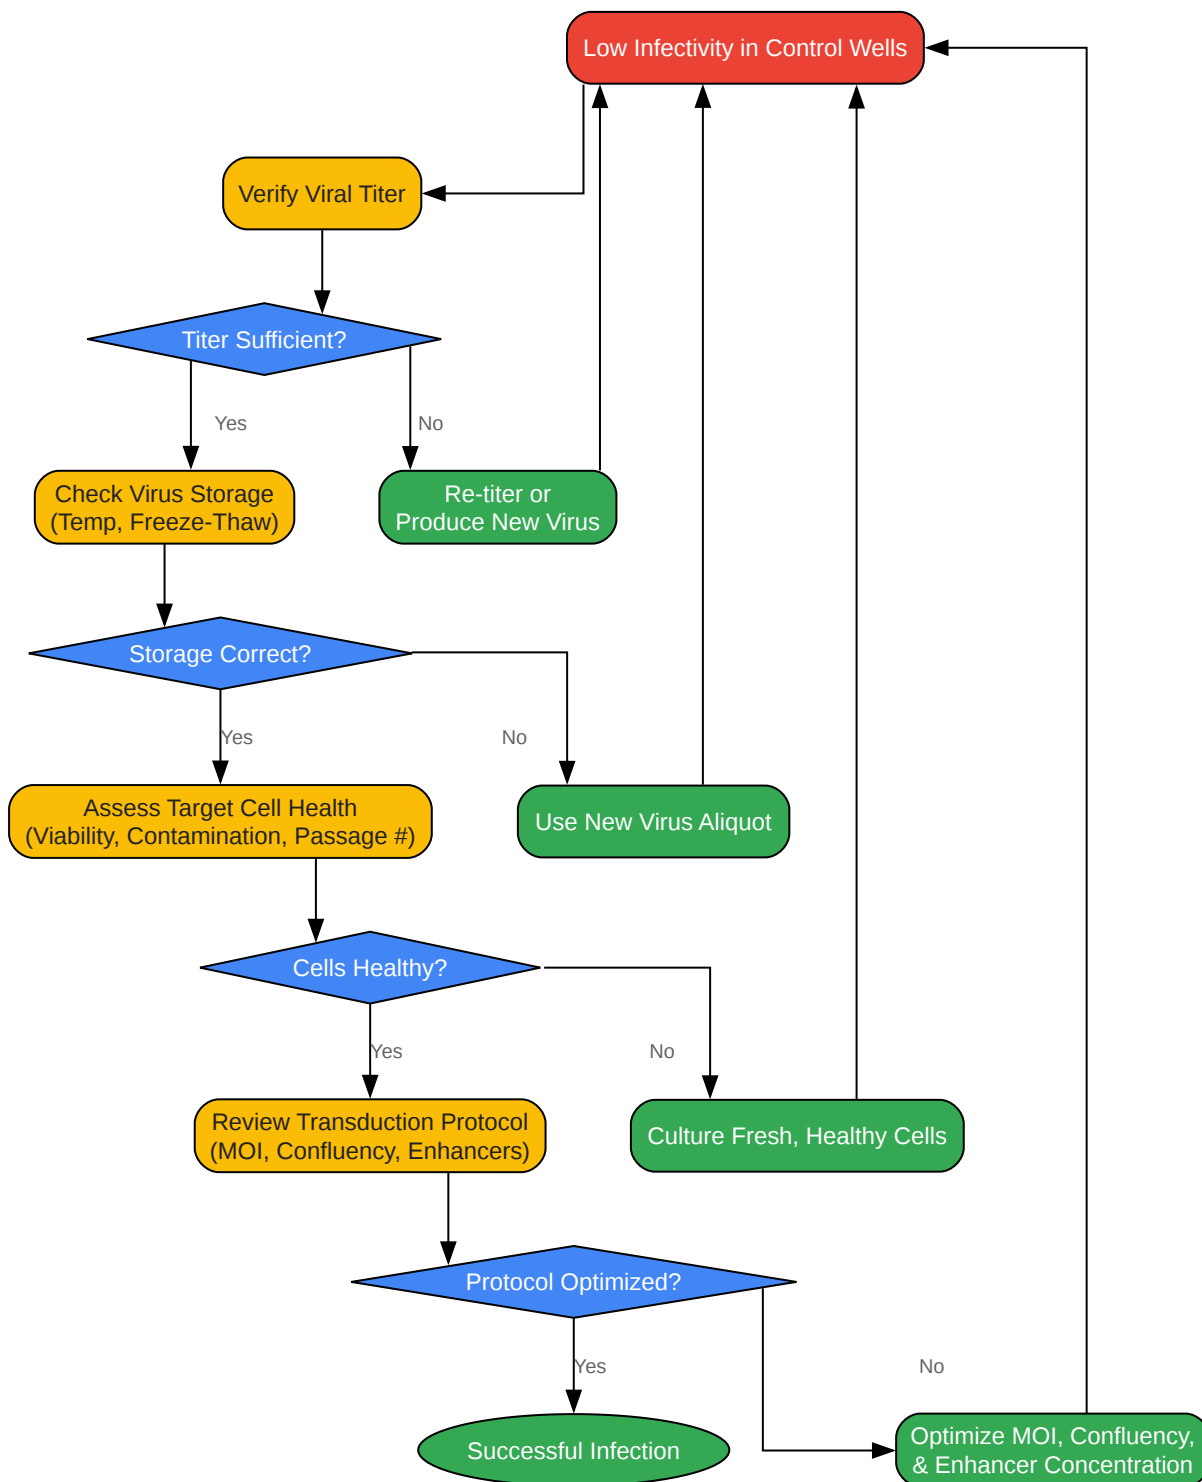 Low Infectivity in Control Wells
Verify Viral Titer
Titer Sufficient?
Yes
No
Check Virus Storage
(Temp, Freeze-Thaw)
Re-titer or
Produce New Virus
Storage Correct?
Yes
No
Assess Target Cell Health
(Viability, Contamination, Passage #)
Use New Virus Aliquot
Cells Healthy?
Yes
No
Review Transduction Protocol
(MOI, Confluency, Enhancers)
Culture Fresh, Healthy Cells
Protocol Optimized?
Yes
No
Successful Infection
Optimize MOI, Confluency,
& Enhancer Concentration